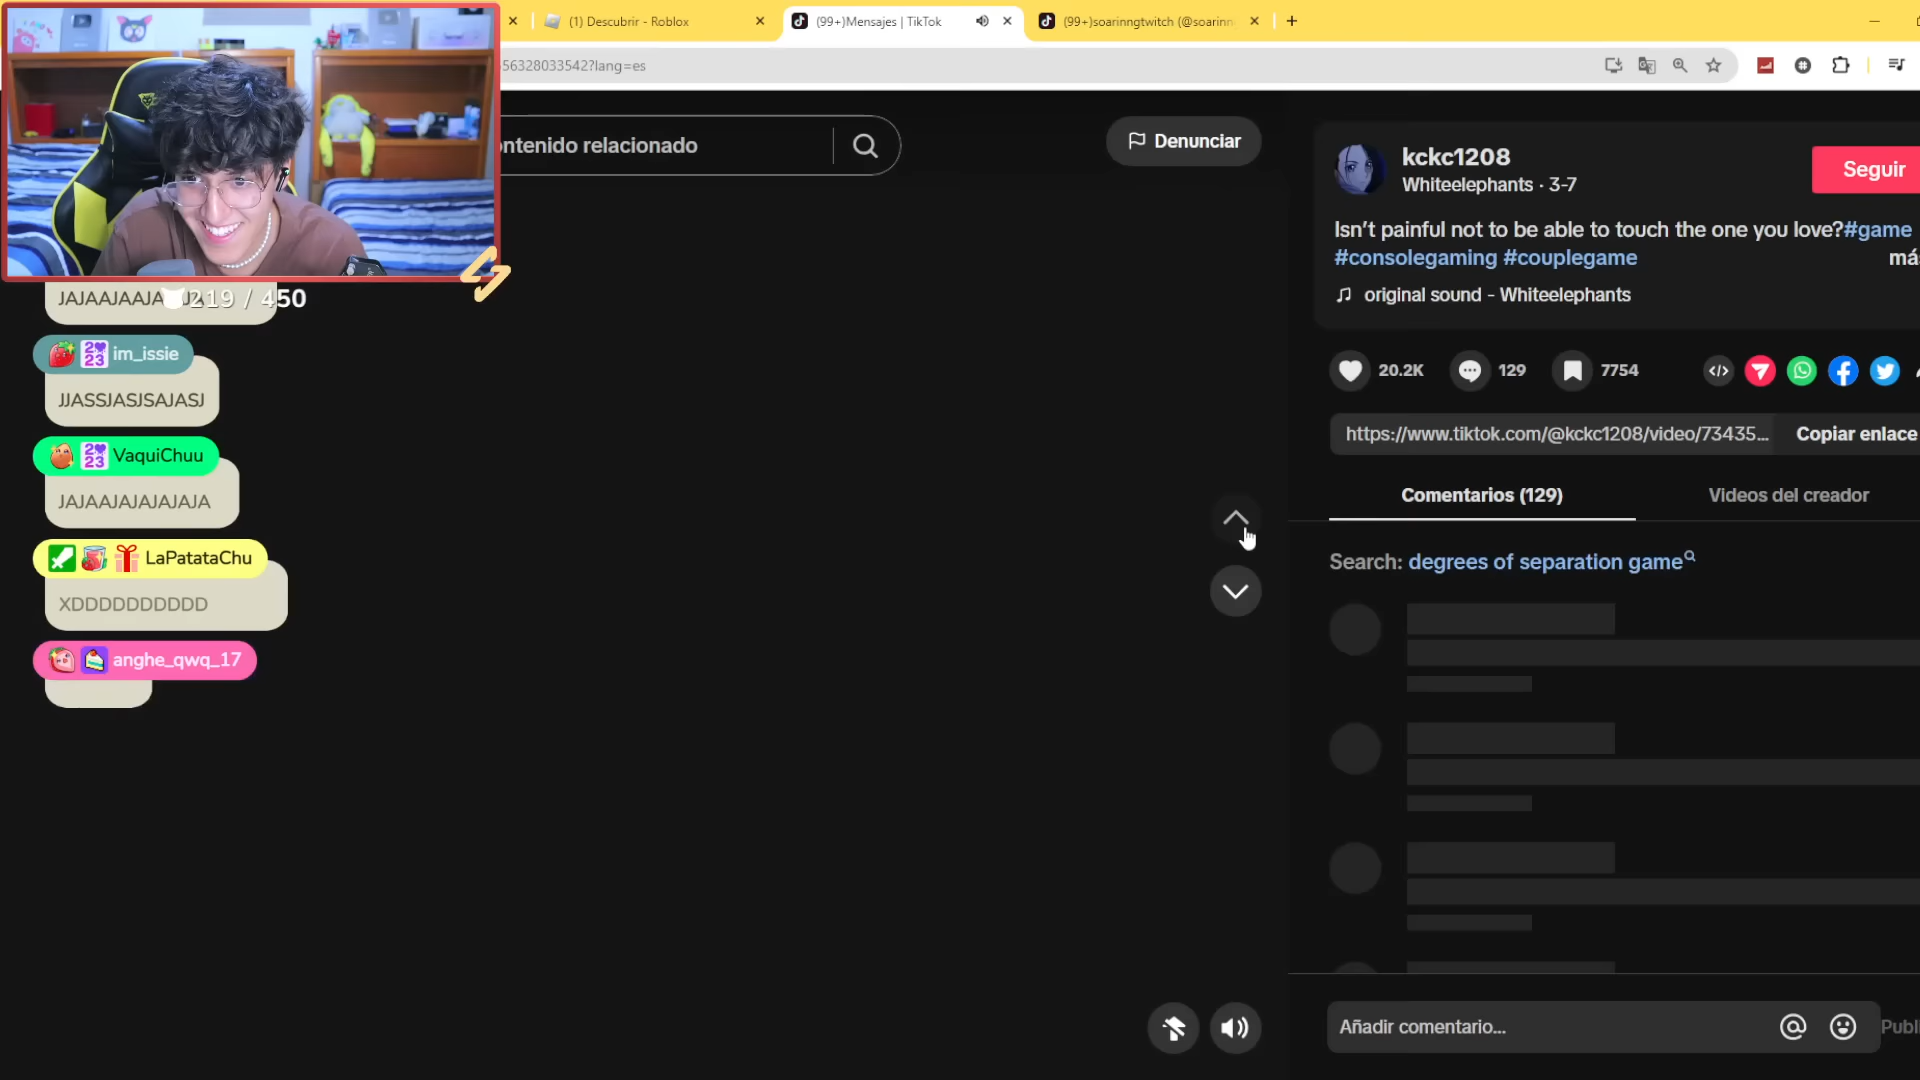 (1) Descubrir - Roblox
(99+)Mensajes | TikTok
(99+)soarinngtwitch (@soarinn
56328033542?lang=es
ntenido relacionado
Denunciar
JAJAAJAAJA
219 / 450
im_issie
JJASSJASJSAJASJ
VaquiChuu
JAJAAJAJAJAJAJA
LaPatataChu
XDDDDDDDDDD
anghe_qwq_17
kckc1208
Whiteelephants · 3-7
Seguir
Isn't painful not to be able to touch the one you love?#game
#consolegaming #couplegame
más
original sound - Whiteelephants
20.2K
129
7754
https://www.tiktok.com/@kckc1208/video/73435...
Copiar enlace
Comentarios (129)
Videos del creador
Search: degrees of separation game
Añadir comentario...
Publi